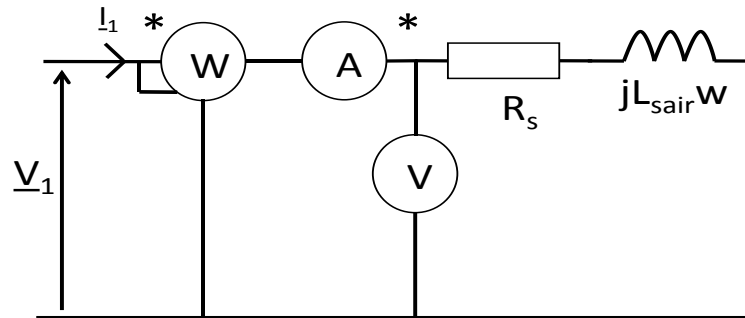 I₁ * *
W A
Rₛ jLₛₐᵢᵣw
V₁ V